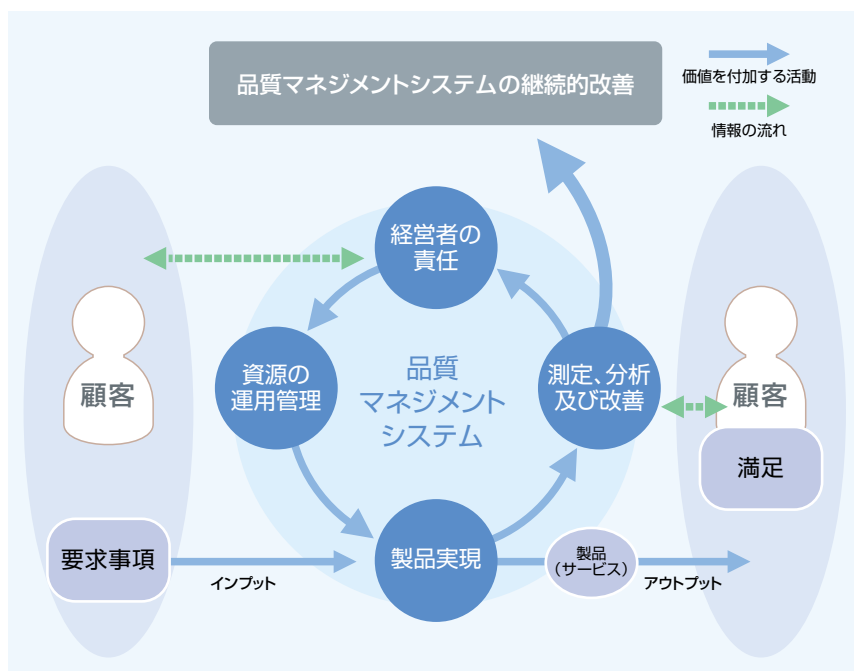 品質マネジメントシステムの継続的改善
価値を付加する活動
情報の流れ
経営者の
責任
資源の
運用管理
品質
マネジメント
システム
測定、分析
及び改善
顧客
顧客
満足
要求事項
インプット
製品実現
製品
(サービス)
アウトプット